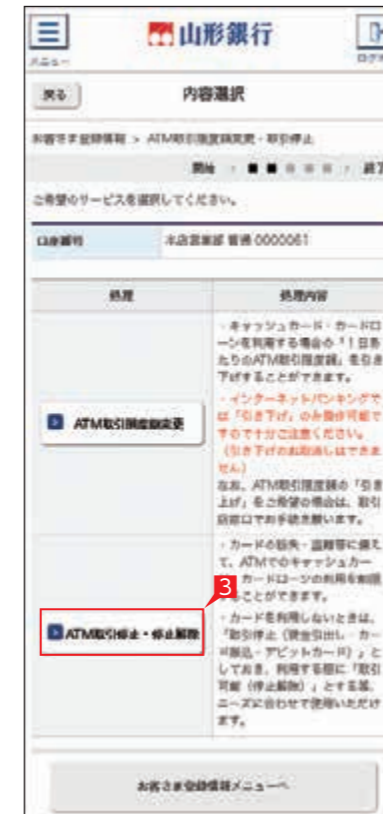 メニュー
山形銀行
戻る
内容選択
お客さま登録情報 > ATM取引限度額変更・取引停止
開始
終了
ご希望のサービスを選択してください。
口座番号
本店営業部 普通 0000061
処理
処理内容
ATM取引限度額変更
・キャッシュカード・カードロ
ーンを利用する場合の「1日あ
たりのATM取引限度額」を引き
下げすることができます。
・インターネットバンキングで
は「引き下げ」のみ操作可能で
すので十分ご注意ください。
(引き下げのお取消しはできま
せん)
なお、ATM取引限度額の「引き
上げ」をご希望の場合は、取引
店窓口でお手続き願います。
3
ATM取引停止・停止解除
・カードの紛失・盗難等に備え
て、ATMでのキャッシュカー
カードローンの利用を制限
ることができます。
・カードを利用しないときは、
「取引停止(現金引出し・カー
ド振込・デビットカード)」と
しておき、利用する際に「取引
可能(停止解除)」とする等、
ニーズに合わせて使用いただけ
ます。
お客さま登録情報メニューへ